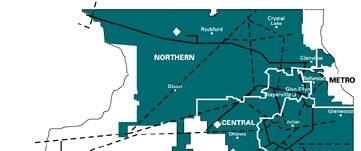 Crystal
Lake
Rockford
NORTHERN
Glenview
METRO
Bellwood
Glen Ellyn
Naperville
Dixon
Glenwood
CENTRAL
Joliet
Ottawa